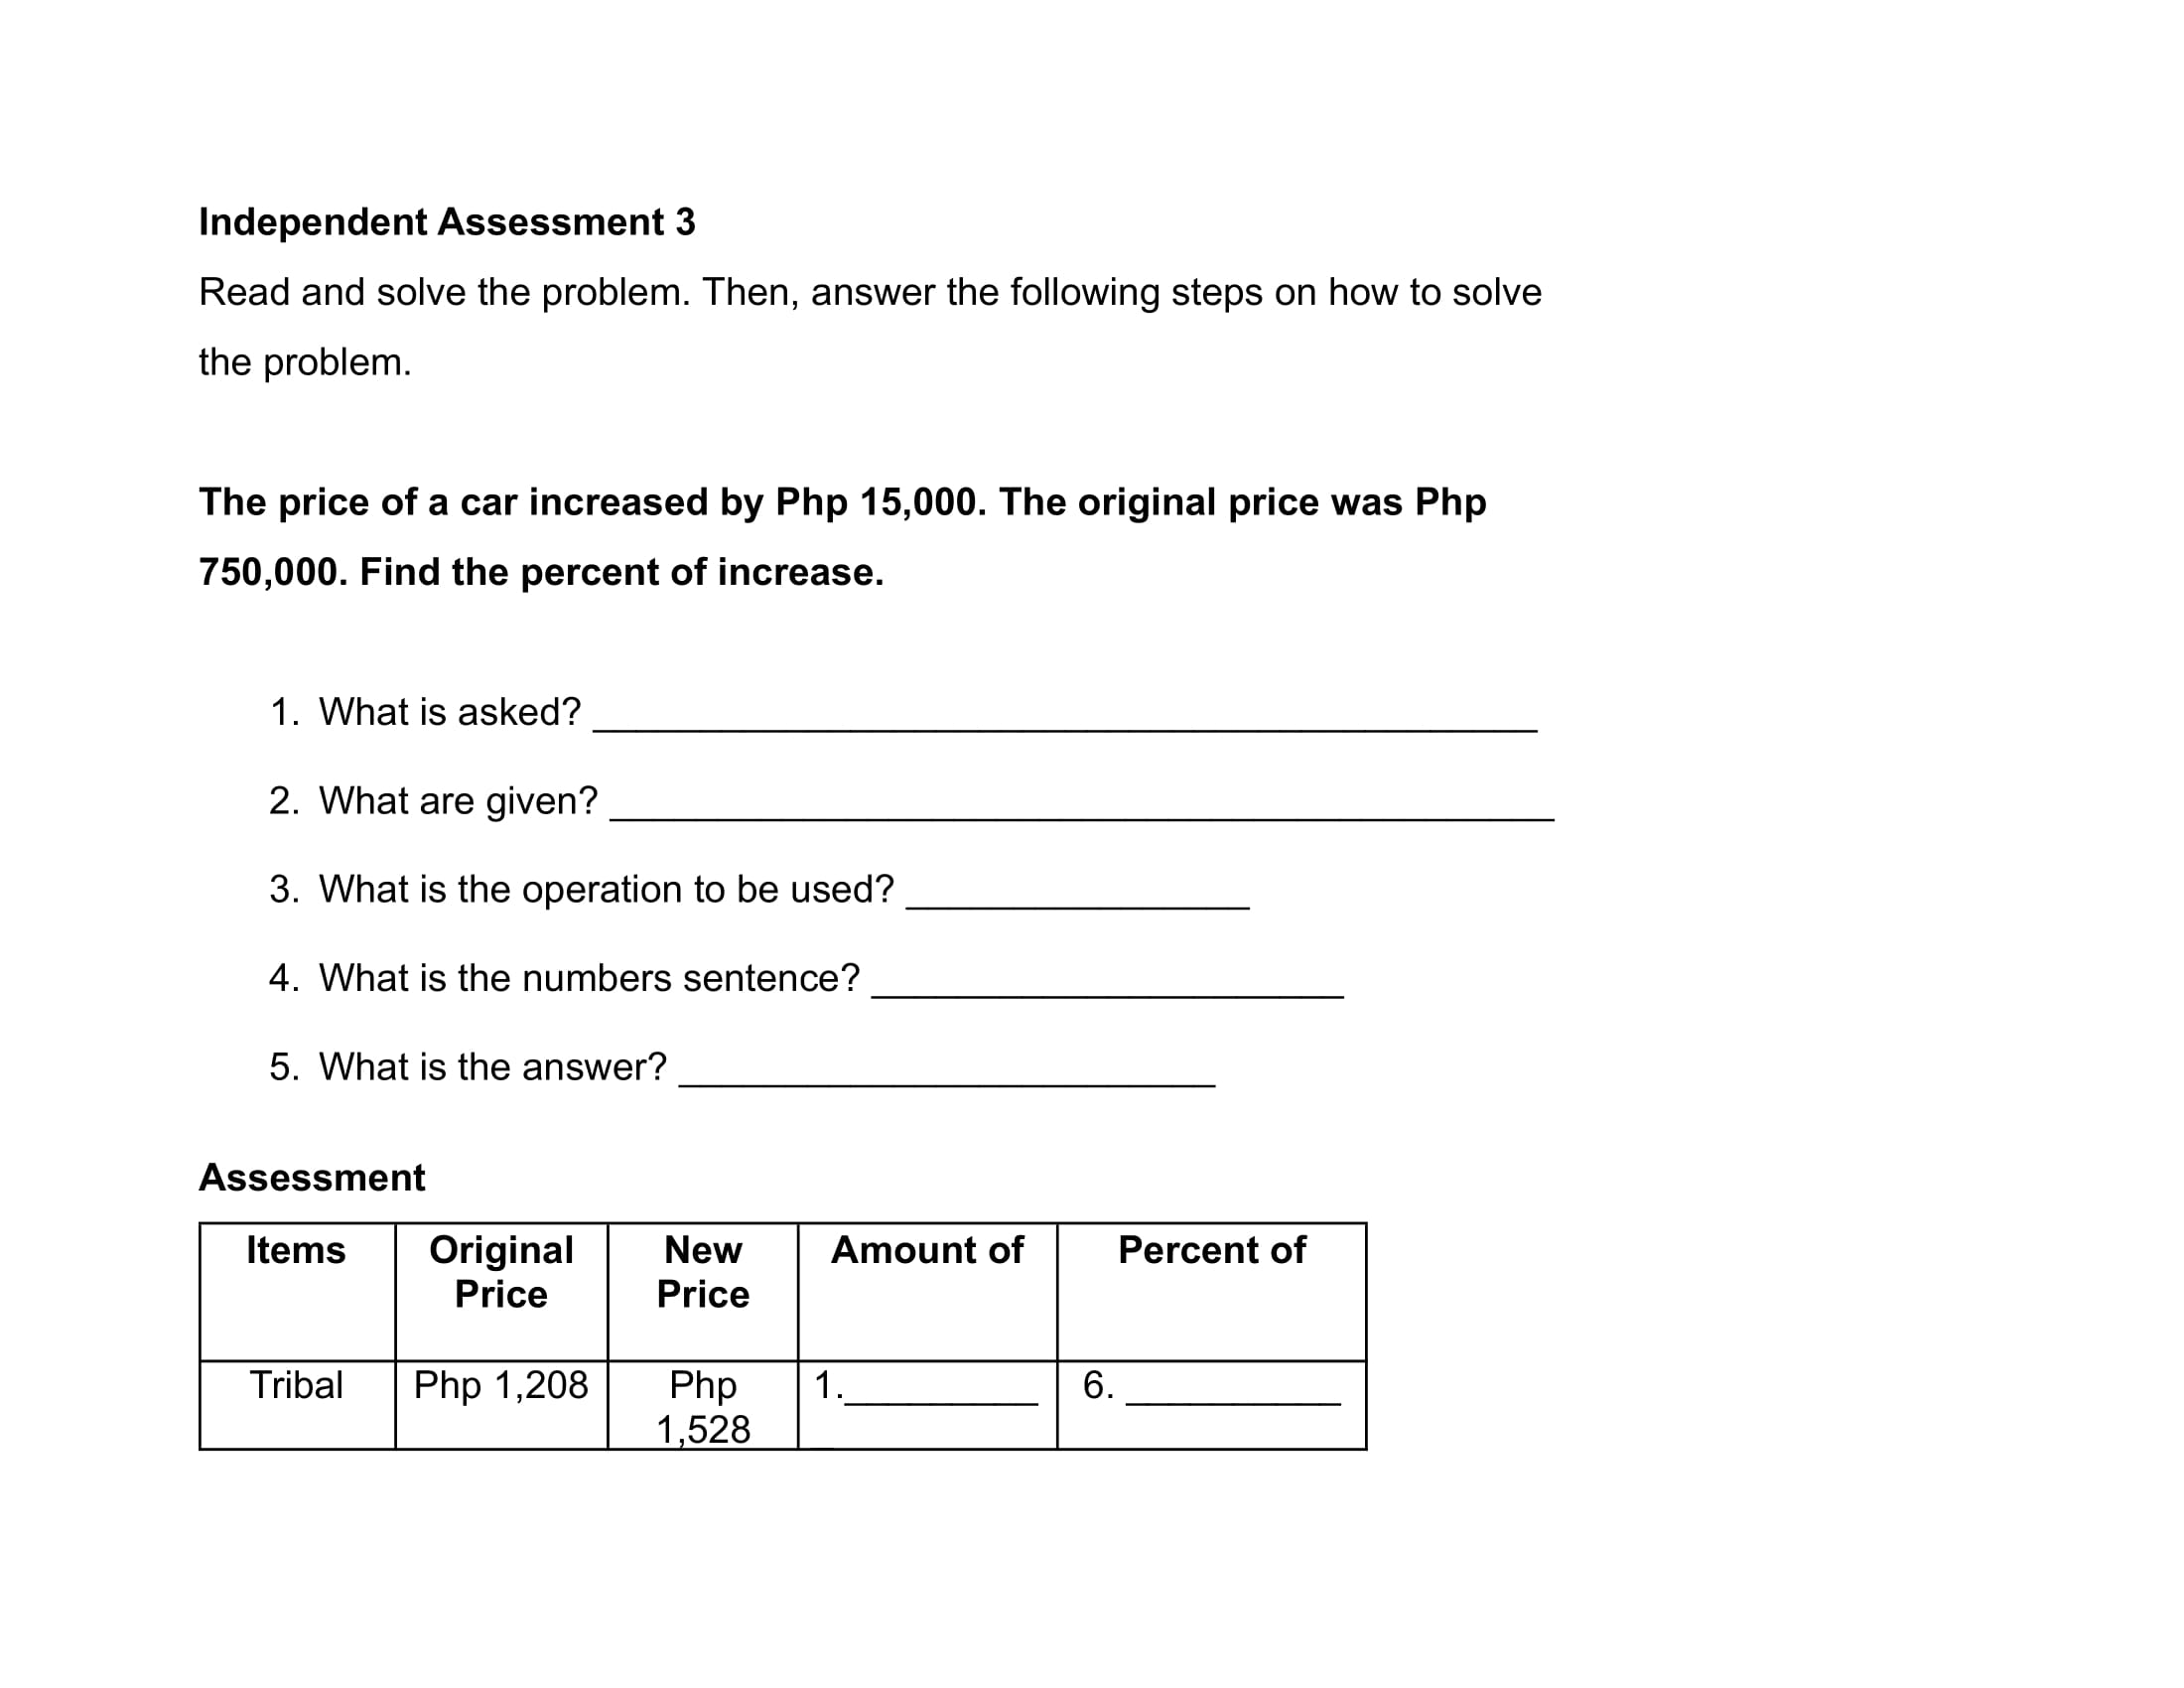 Independent Assessment 3
Read and solve the problem. Then, answer the following steps on how to solve
the problem.
The price of a car increased by Php 15,000. The original price was Php
750,000. Find the percent of increase.
1. What is asked? ____________________________________________
2. What are given? ____________________________________________
3. What is the operation to be used? ________________
4. What is the numbers sentence? ______________________
5. What is the answer? _________________________
Assessment
Items Original Price New Price Amount of Percent of
Tribal Php 1,208 Php 1,528 1._________ 6. __________